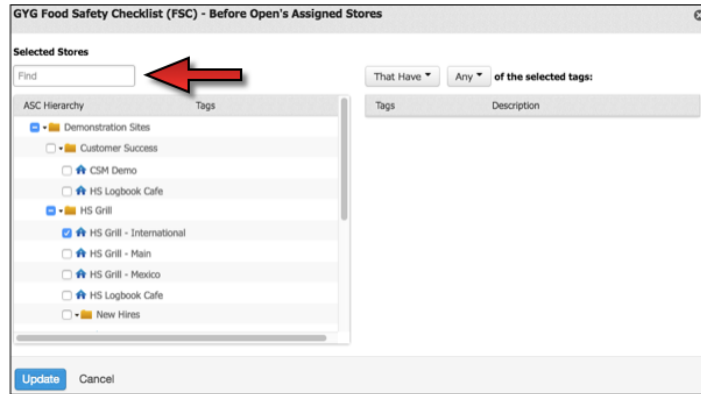 GYG Food Safety Checklist (FSC) - Before Open's Assigned Stores
Selected Stores
Find
That Have Any of the selected tags:
ASC Hierarchy Tags
Tags Description
Demonstration Sites
Customer Success
CSM Demo
HS Logbook Cafe
HS Grill
HS Grill - International
HS Grill - Main
HS Grill - Mexico
HS Logbook Cafe
New Hires
Update Cancel